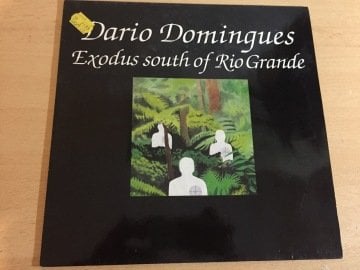 Dario Domingues
Exodus south of Rio Grande